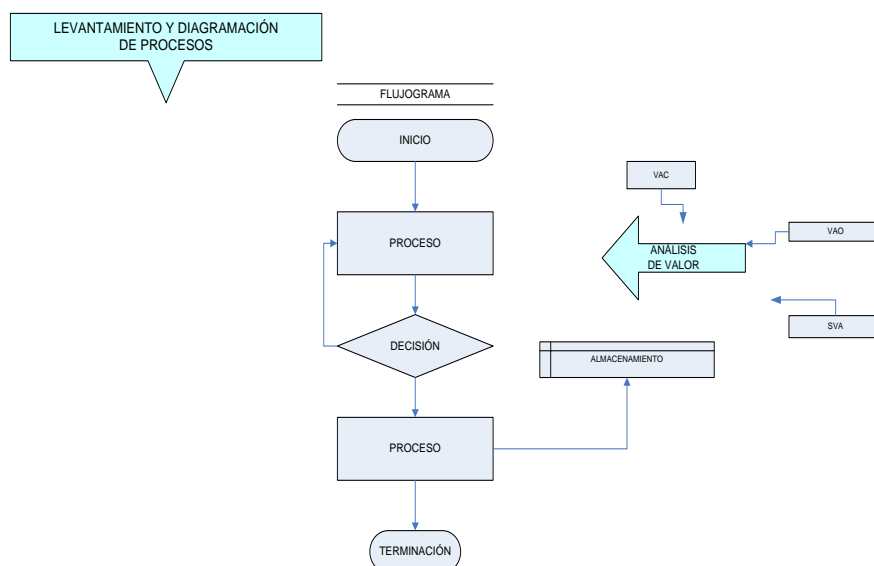 LEVANTAMIENTO Y DIAGRAMACIÓN
DE PROCESOS
FLUJOGRAMA
INICIO
VAC
PROCESO
VAO
ANÁLISIS
DE VALOR
SVA
DECISIÓN
ALMACENAMIENTO
PROCESO
TERMINACIÓN